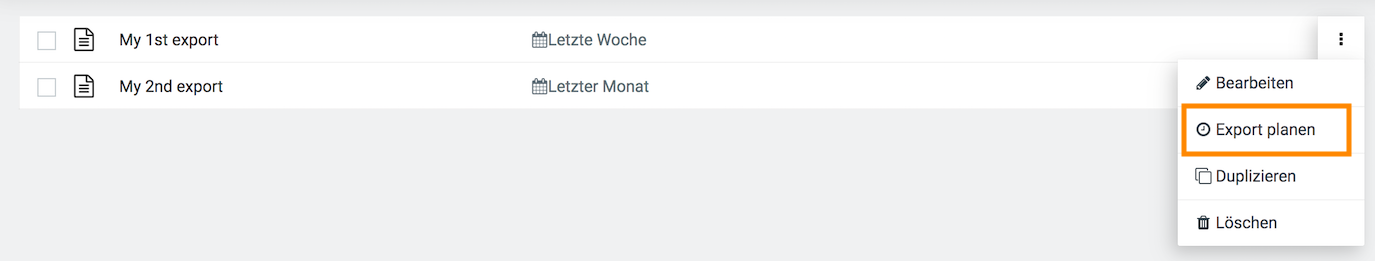 My 1st export Letzte Woche
My 2nd export Letzter Monat
Bearbeiten
Export planen
Duplizieren
Löschen